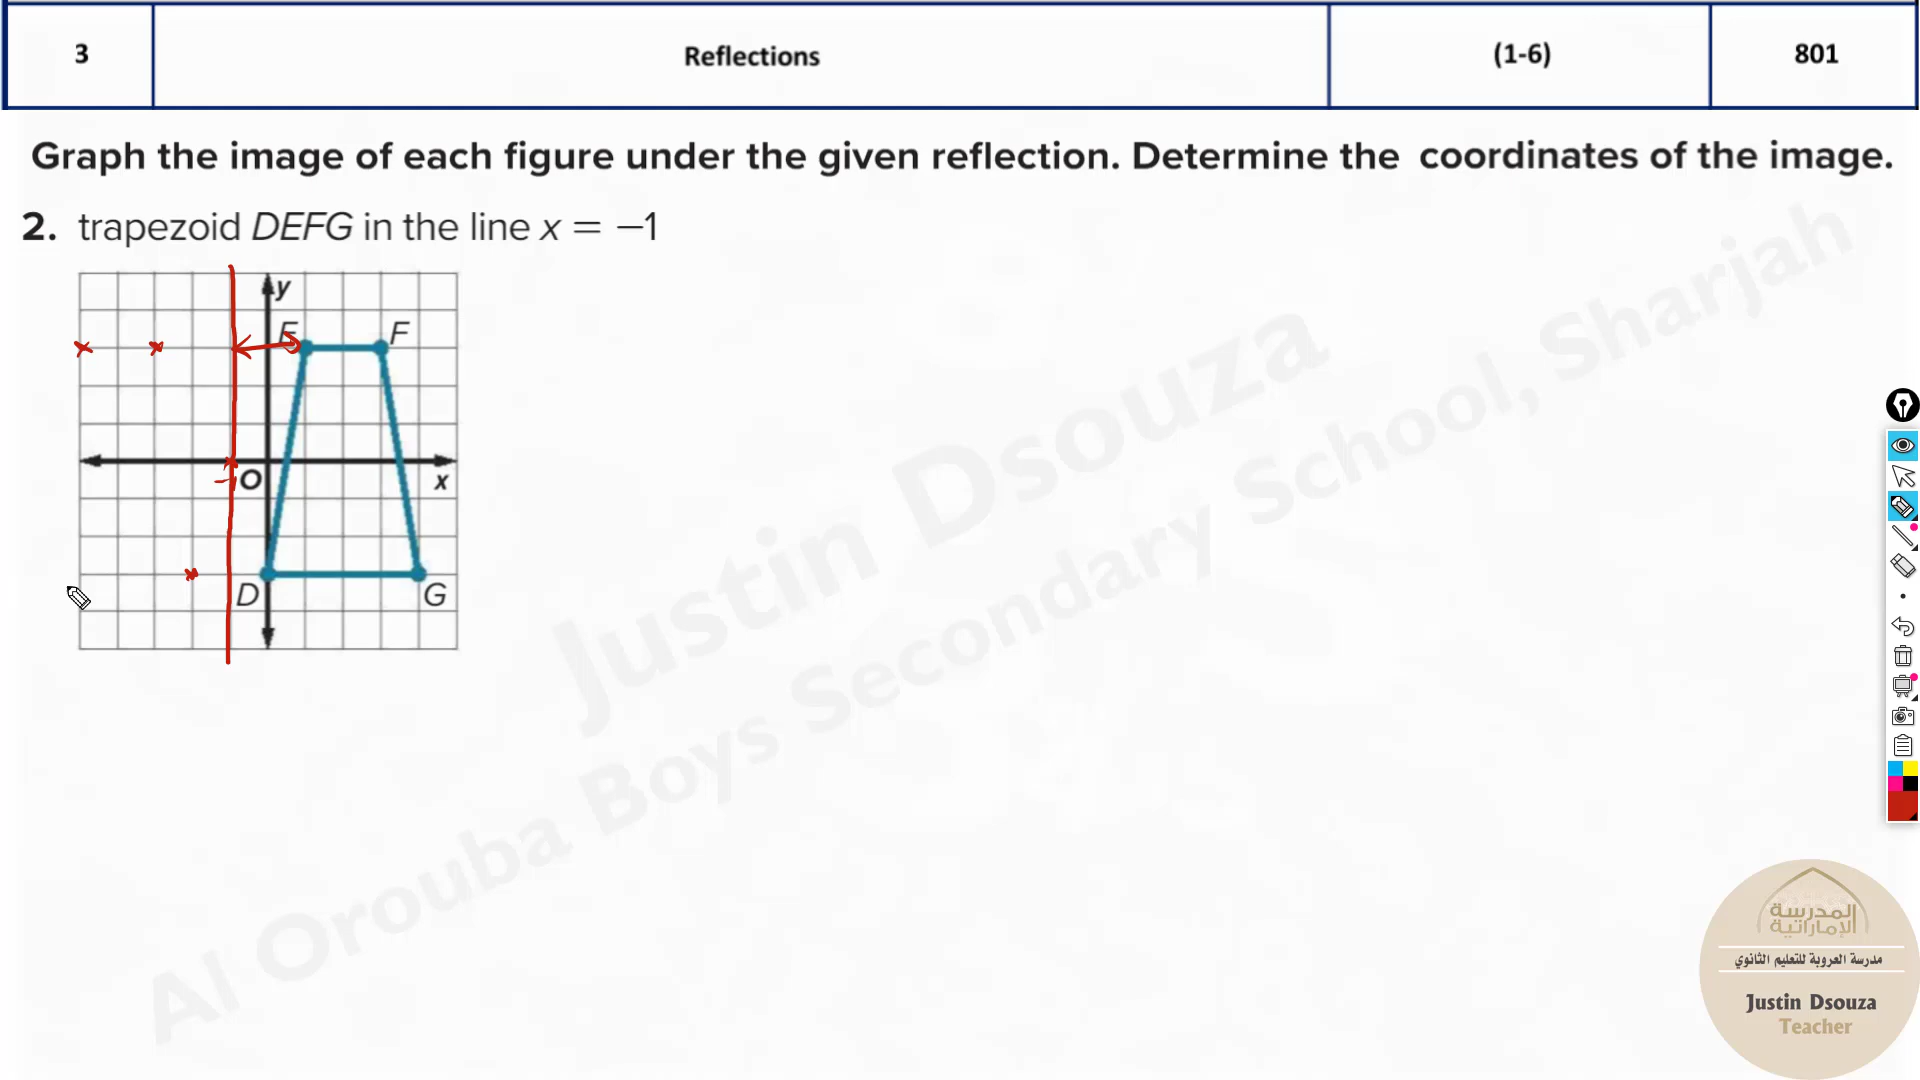 3 Reflections (1-6) 801
Graph the image of each figure under the given reflection. Determine the coordinates of the image.
2. trapezoid DEFG in the line x = −1
y
E F
O x
-1
D G
Justin Dsouza
Al Orouba Boys Secondary School, Sharjah
المدرسة
الإماراتية
مدرسة العروبة للتعليم الثانوي
Justin Dsouza
Teacher